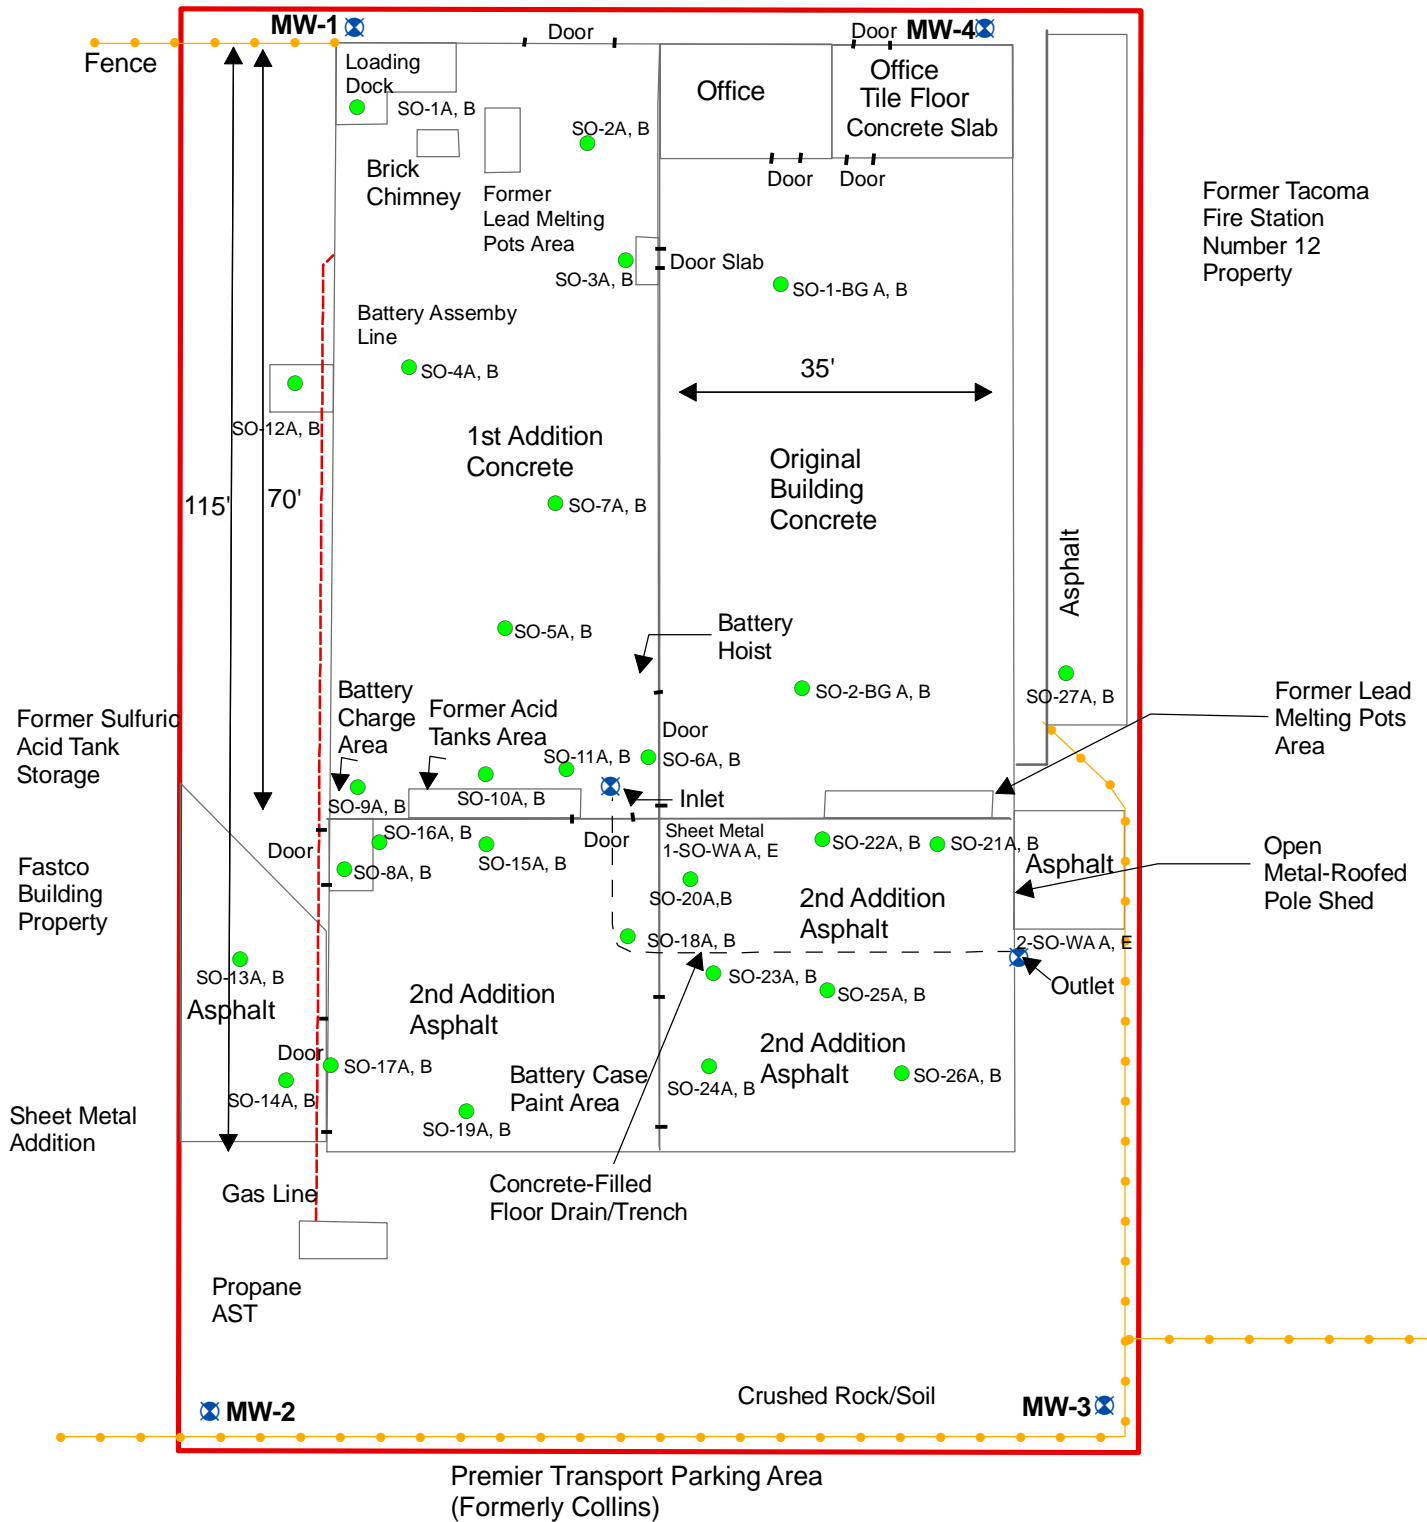 MW-1
Door
Door
MW-4
Fence
Loading
Dock
SO-1A, B
Office
Office
Tile Floor
Concrete Slab
SO-2A, B
Brick
Chimney
Former
Lead Melting
Pots Area
Door
Door
Former Tacoma
Fire Station
Number 12
Property
SO-3A, B
Door Slab
SO-1-BG A, B
Battery Assemby
Line
SO-4A, B
35'
SO-12A, B
1st Addition
Concrete
Original
Building
Concrete
115'
70'
SO-7A, B
Asphalt
SO-5A, B
Battery
Hoist
SO-2-BG A, B
SO-27A, B
Former Lead
Melting Pots
Area
Former Sulfuric
Acid Tank
Storage
Battery
Charge
Area
Former Acid
Tanks Area
SO-11A, B
Door
SO-6A, B
SO-9A, B
SO-10A, B
Inlet
Door
SO-16A, B
SO-8A, B
SO-15A, B
Door
Sheet Metal
1-SO-WA A, E
SO-22A, B
SO-21A, B
Asphalt
Open
Metal-Roofed
Pole Shed
Fastco
Building
Property
SO-20A,B
2nd Addition
Asphalt
SO-18A, B
2-SO-WA A, E
SO-13A, B
Asphalt
2nd Addition
Asphalt
SO-23A, B
SO-25A, B
Outlet
Door
SO-17A, B
SO-14A, B
Battery Case
Paint Area
2nd Addition
Asphalt
SO-24A, B
SO-26A, B
Sheet Metal
Addition
SO-19A, B
Gas Line
Concrete-Filled
Floor Drain/Trench
Propane
AST
Crushed Rock/Soil
MW-2
MW-3
Premier Transport Parking Area
(Formerly Collins)